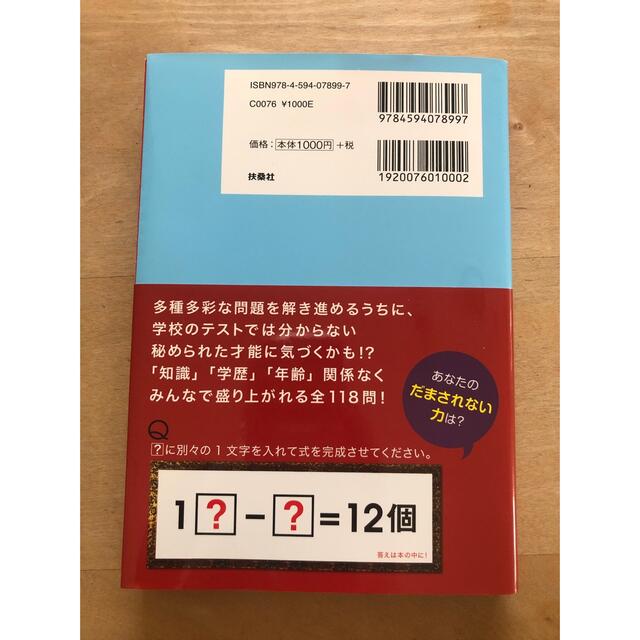 ISBN978-4-594-07899-7
C0076 ¥1000E
9784594078997
価格：本体1000円＋税
扶桑社
1920076010002
多種多彩な問題を解き進めるうちに、
学校のテストでは分からない
秘められた才能に気づくかも!?
「知識」「学歴」「年齢」関係なく
みんなで盛り上がれる全118問！
あなたの
だまされない
力は？
Q
?に別々の1文字を入れて式を完成させてください。
1?－?＝12個
答えは本の中に！